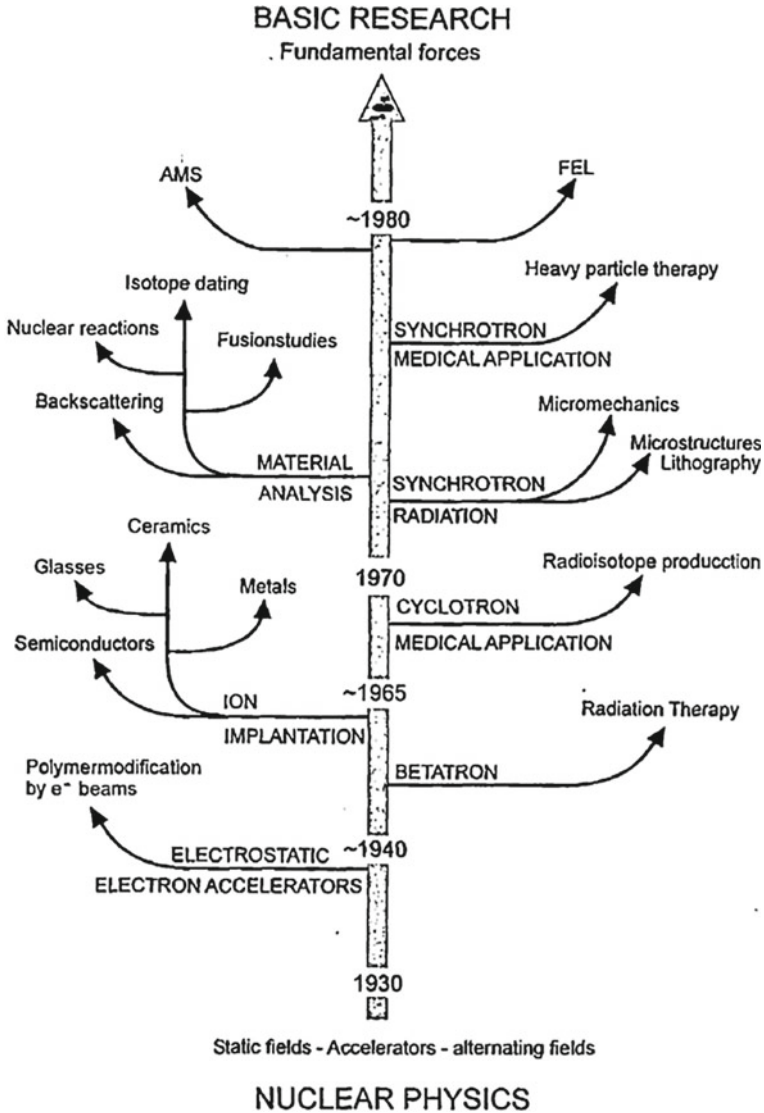 BASIC RESEARCH
Fundamental forces
AMS
FEL
~1980
Isotope dating
Heavy particle therapy
Nuclear reactions
Fusionstudies
SYNCHROTRON
MEDICAL APPLICATION
Backscattering
Micromechanics
Microstructures
Lithography
MATERIAL
ANALYSIS
SYNCHROTRON
RADIATION
Ceramics
1970
Radioisotope producction
Glasses
Metals
CYCLOTRON
MEDICAL APPLICATION
Semiconductors
~1965
ION
IMPLANTATION
Radiation Therapy
Polymermodification
by e⁻ beams
BETATRON
~1940
ELECTROSTATIC
ELECTRON ACCELERATORS
1930
Static fields - Accelerators - alternating fields
NUCLEAR PHYSICS